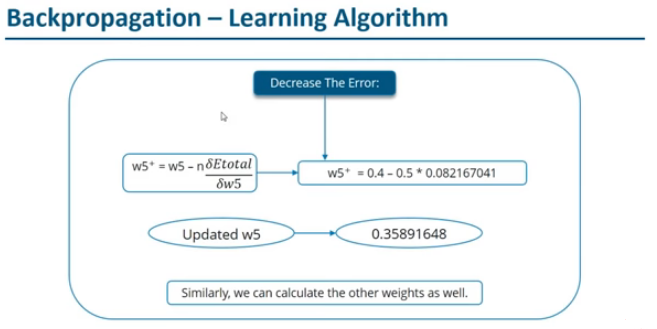 Backpropagation – Learning Algorithm
Decrease The Error:
w5⁺ = w5 – n δEtotal / δw5
w5⁺ = 0.4 – 0.5 * 0.082167041
Updated w5
0.35891648
Similarly, we can calculate the other weights as well.